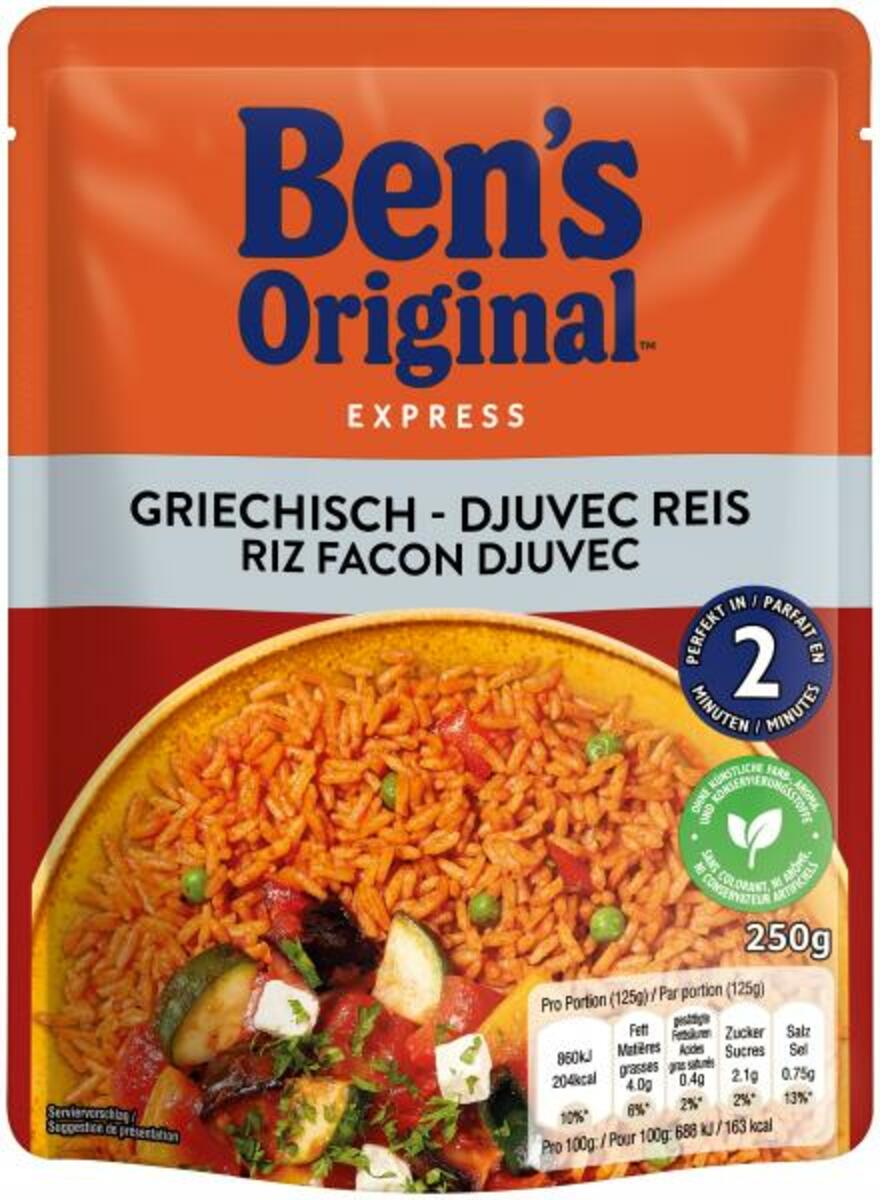 Ben's
Original™
EXPRESS
GRIECHISCH - DJUVEC REIS
RIZ FACON DJUVEC
PERFEKT IN / PARFAIT EN
2
MINUTEN / MINUTES
OHNE KÜNSTLICHE FARB-, AROMA-
UND KONSERVIERUNGSSTOFFE
SANS COLORANT, NI ARÔME,
NI CONSERVATEUR ARTIFICIELS
250g
Pro Portion (125g) / Par portion (125g)
860kJ
204kcal
10%*
Fett
Matières
grasses
4.0g
6%*
gesättigte
Fettsäuren
Acides
gras saturés
0.4g
2%*
Zucker
Sucres
2.1g
2%*
Salz
Sel
0.75g
13%*
Pro 100g: / Pour 100g: 688 kJ / 163 kcal
Serviervorschlag /
Suggestion de présentation